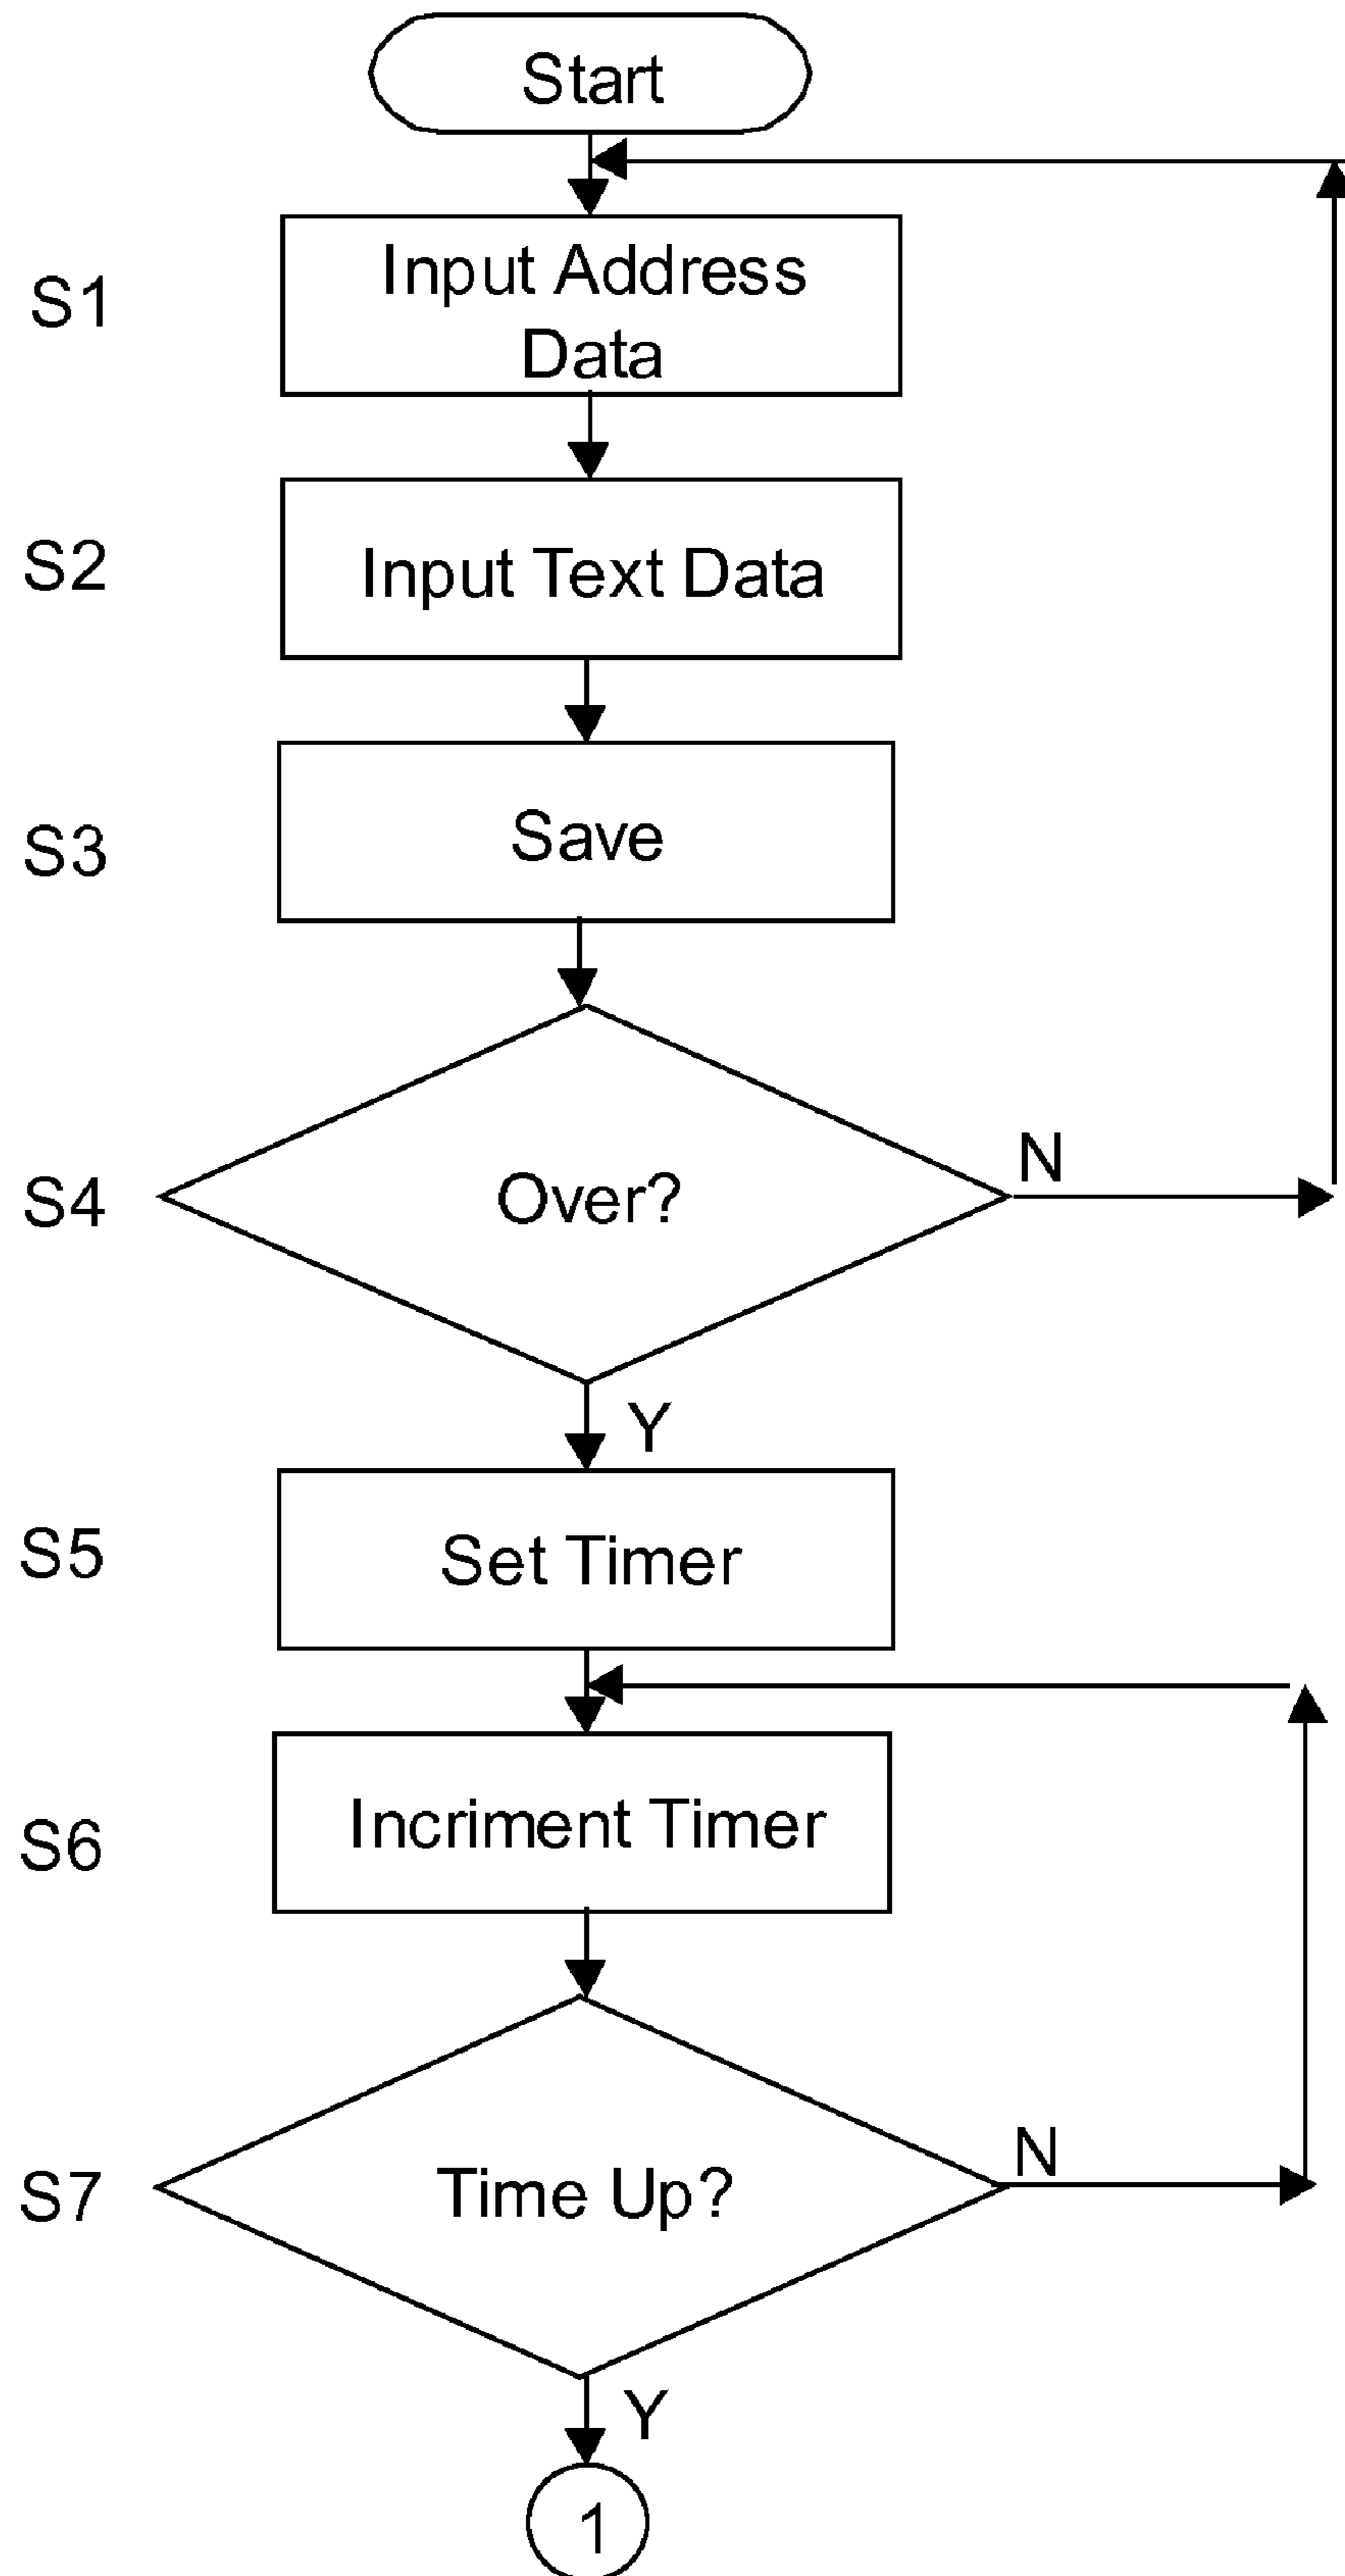 Start
S1
Input Address
Data
S2
Input Text Data
S3
Save
S4
Over?
N
Y
S5
Set Timer
S6
Incriment Timer
S7
Time Up?
N
Y
1